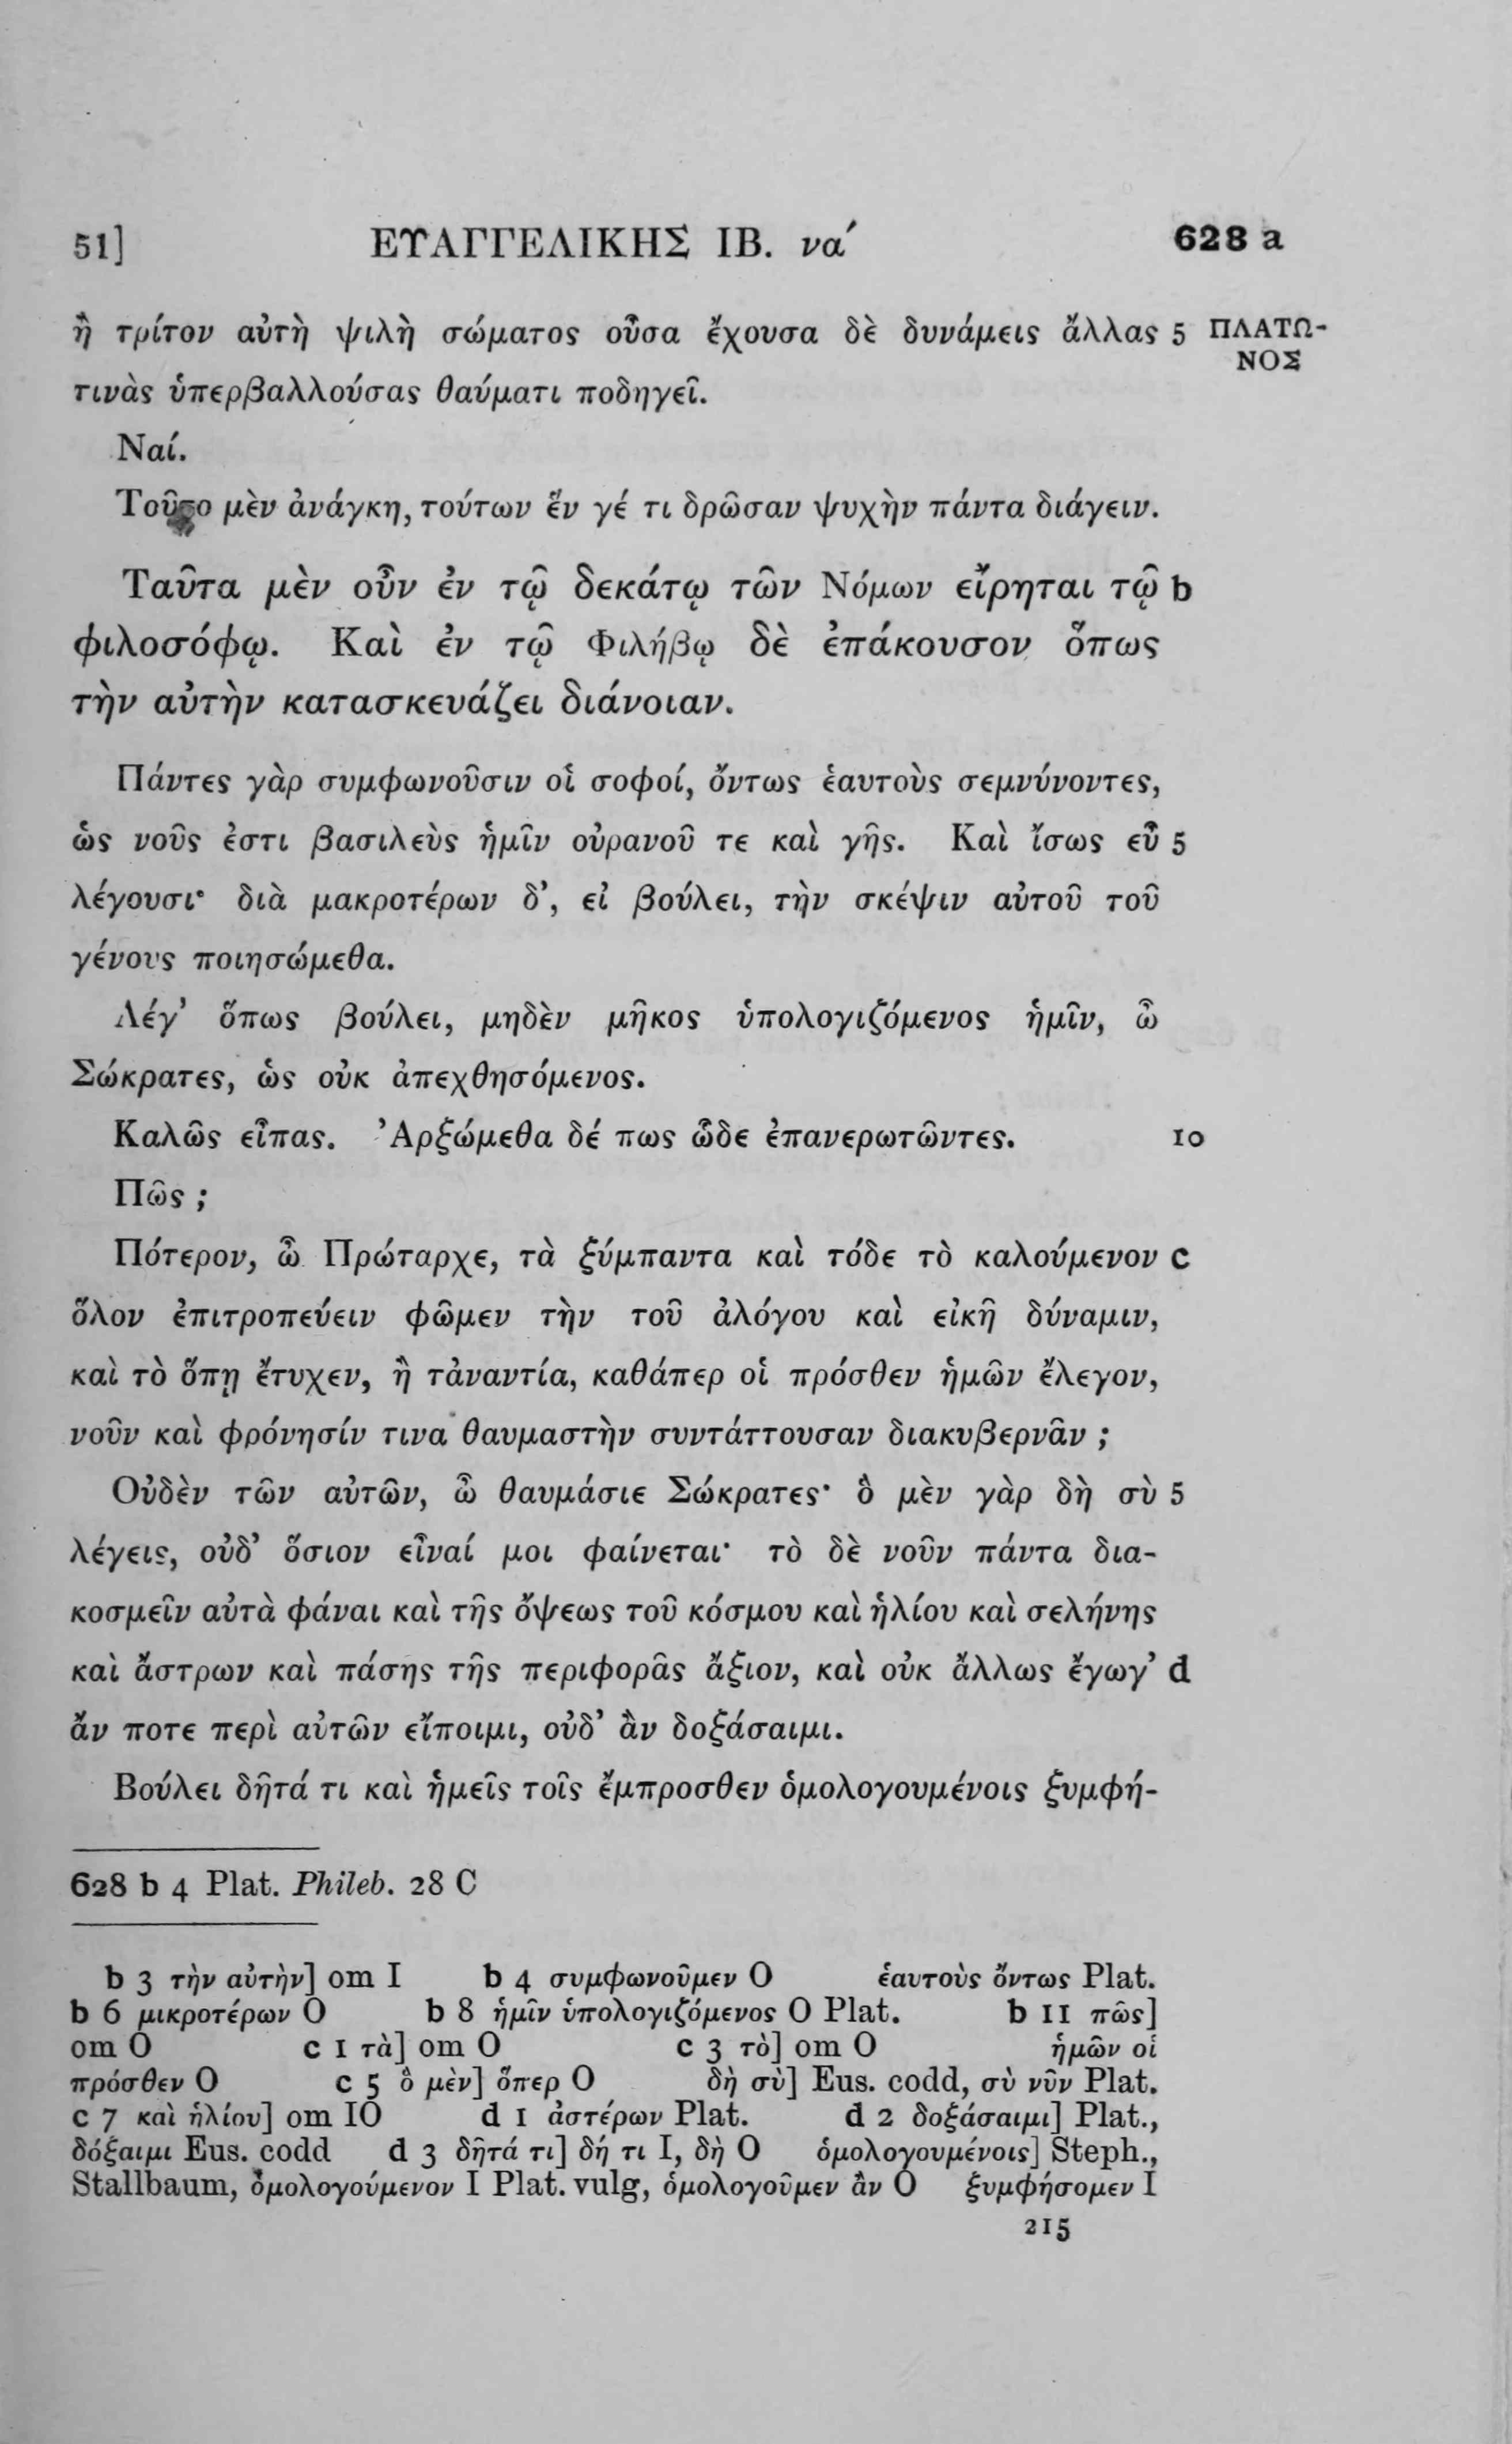 51] ΕΥΑΓΓΕΛΙΚΗΣ ΙΒ. να´ 628 a
ἢ τρίτον αὐτὴ ψιλὴ σώματος οὖσα ἔχουσα δὲ δυνάμεις ἄλλας 5 ΠΛΑΤΩ-
ΝΟΣ
τινὰς ὑπερβαλλούσας θαύματι ποδηγεῖ.
Ναί.
Τοῦτο μὲν ἀνάγκη, τούτων ἕν γέ τι δρῶσαν ψυχὴν πάντα διάγειν.
Ταῦτα μὲν οὖν ἐν τῷ δεκάτῳ τῶν Νόμων εἴρηται τῷ b
φιλοσόφῳ. Καὶ ἐν τῷ Φιλήβῳ δὲ ἐπάκουσον ὅπως
τὴν αὐτὴν κατασκευάζει διάνοιαν.
Πάντες γὰρ συμφωνοῦσιν οἱ σοφοί, ὄντως ἑαυτοὺς σεμνύνοντες,
ὡς νοῦς ἐστι βασιλεὺς ἡμῖν οὐρανοῦ τε καὶ γῆς. Καὶ ἴσως εὖ 5
λέγουσι· διὰ μακροτέρων δ’, εἰ βούλει, τὴν σκέψιν αὐτοῦ τοῦ
γένους ποιησώμεθα.
Λέγ’ ὅπως βούλει, μηδὲν μῆκος ὑπολογιζόμενος ἡμῖν, ὦ
Σώκρατες, ὡς οὐκ ἀπεχθησόμενος.
Καλῶς εἶπας. Ἀρξώμεθα δέ πως ὧδε ἐπανερωτῶντες. 10
Πῶς ;
Πότερον, ὦ Πρώταρχε, τὰ ξύμπαντα καὶ τόδε τὸ καλούμενον c
ὅλον ἐπιτροπεύειν φῶμεν τὴν τοῦ ἀλόγου καὶ εἰκῆ δύναμιν,
καὶ τὸ ὅπῃ ἔτυχεν, ἢ τἀναντία, καθάπερ οἱ πρόσθεν ἡμῶν ἔλεγον,
νοῦν καὶ φρόνησίν τινα θαυμαστὴν συντάττουσαν διακυβερνᾶν ;
Οὐδὲν τῶν αὐτῶν, ὦ θαυμάσιε Σώκρατες· ὃ μὲν γὰρ δὴ σὺ 5
λέγεις, οὐδ’ ὅσιον εἶναί μοι φαίνεται· τὸ δὲ νοῦν πάντα δια-
κοσμεῖν αὐτὰ φάναι καὶ τῆς ὄψεως τοῦ κόσμου καὶ ἡλίου καὶ σελήνης
καὶ ἄστρων καὶ πάσης τῆς περιφορᾶς ἄξιον, καὶ οὐκ ἄλλως ἔγωγ’ d
ἄν ποτε περὶ αὐτῶν εἴποιμι, οὐδ’ ἂν δοξάσαιμι.
Βούλει δῆτά τι καὶ ἡμεῖς τοῖς ἔμπροσθεν ὁμολογουμένοις ξυμφή-
628 b 4 Plat. Phileb. 28 C
b 3 τὴν αὐτὴν] om I b 4 συμφωνοῦμεν O ἑαυτοὺς ὄντως Plat.
b 6 μικροτέρων O b 8 ἡμῖν ὑπολογιζόμενος O Plat. b 11 πῶς]
om O c 1 τὰ] om O c 3 τὸ] om O ἡμῶν οἱ
πρόσθεν O c 5 ὃ μὲν] ὅπερ O δὴ σὺ] Eus. codd, σὺ νῦν Plat.
c 7 καὶ ἡλίου] om IO d 1 ἀστέρων Plat. d 2 δοξάσαιμι] Plat.,
δόξαιμι Eus. codd d 3 δῆτά τι] δή τι I, δὴ O ὁμολογουμένοις] Steph.,
Stallbaum, ὁμολογούμενον I Plat. vulg, ὁμολογοῦμεν ἂν O ξυμφήσομεν I
215